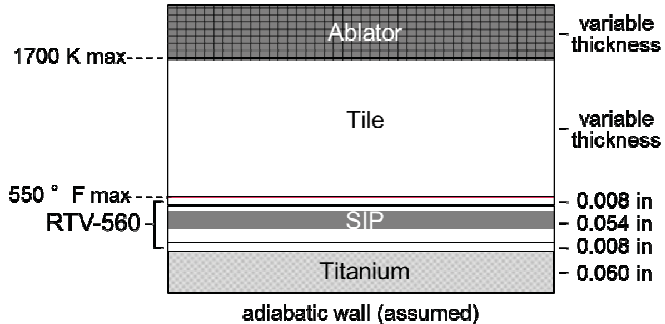 Ablator
variable
thickness
1700 K max
Tile
variable
thickness
550 ° F max
0.008 in
RTV-560
SIP
0.054 in
0.008 in
Titanium
0.060 in
adiabatic wall (assumed)